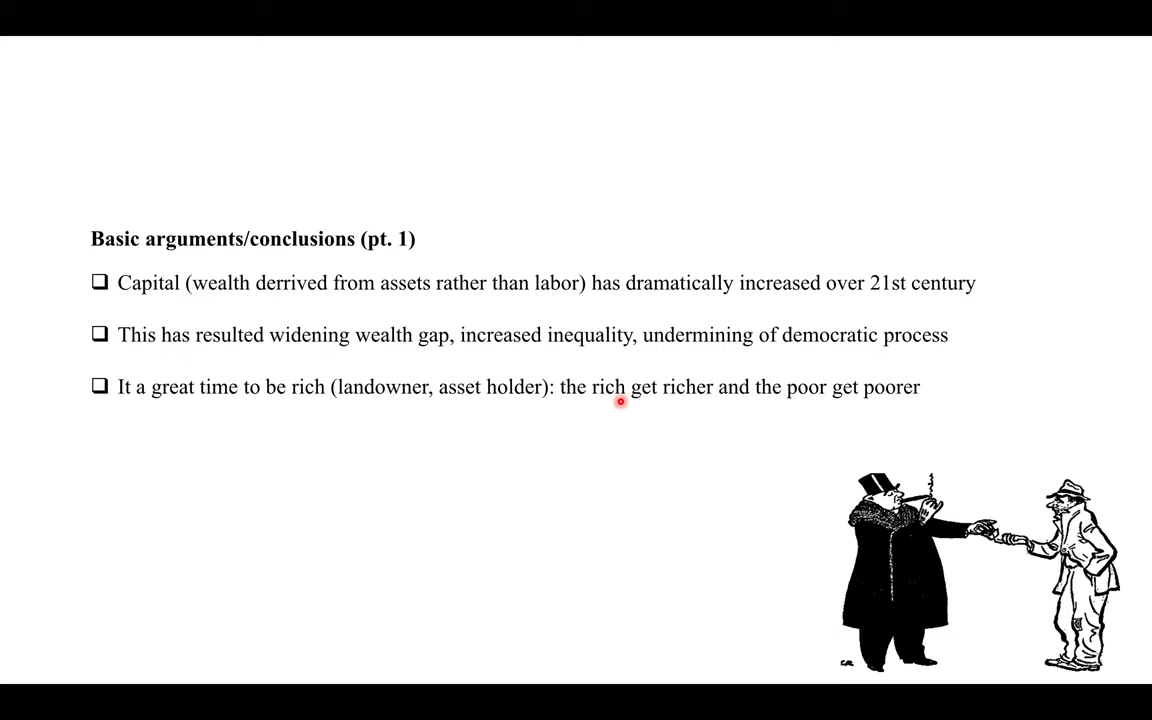 Basic arguments/conclusions (pt. 1)
❑ Capital (wealth derrived from assets rather than labor) has dramatically increased over 21st century
❑ This has resulted widening wealth gap, increased inequality, undermining of democratic process
❑ It a great time to be rich (landowner, asset holder): the rich get richer and the poor get poorer